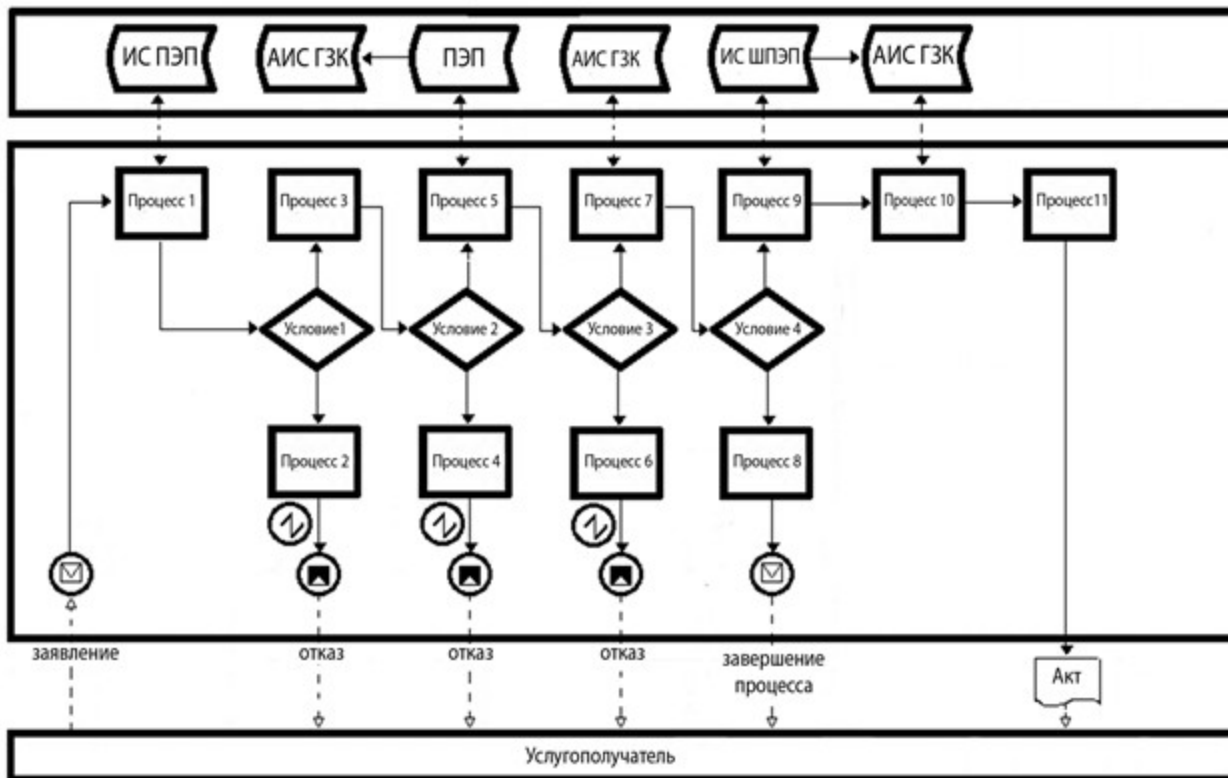 ИС ПЭП
АИС ГЗК
ПЭП
АИС ГЗК
ИС ШПЭП
АИС ГЗК
Процесс 1
Процесс 3
Процесс 5
Процесс 7
Процесс 9
Процесс 10
Процесс11
Условие1
Условие 2
Условие 3
Условие 4
Процесс 2
Процесс 4
Процесс 6
Процесс 8
заявление
отказ
отказ
отказ
завершение
процесса
Акт
Услугополучатель